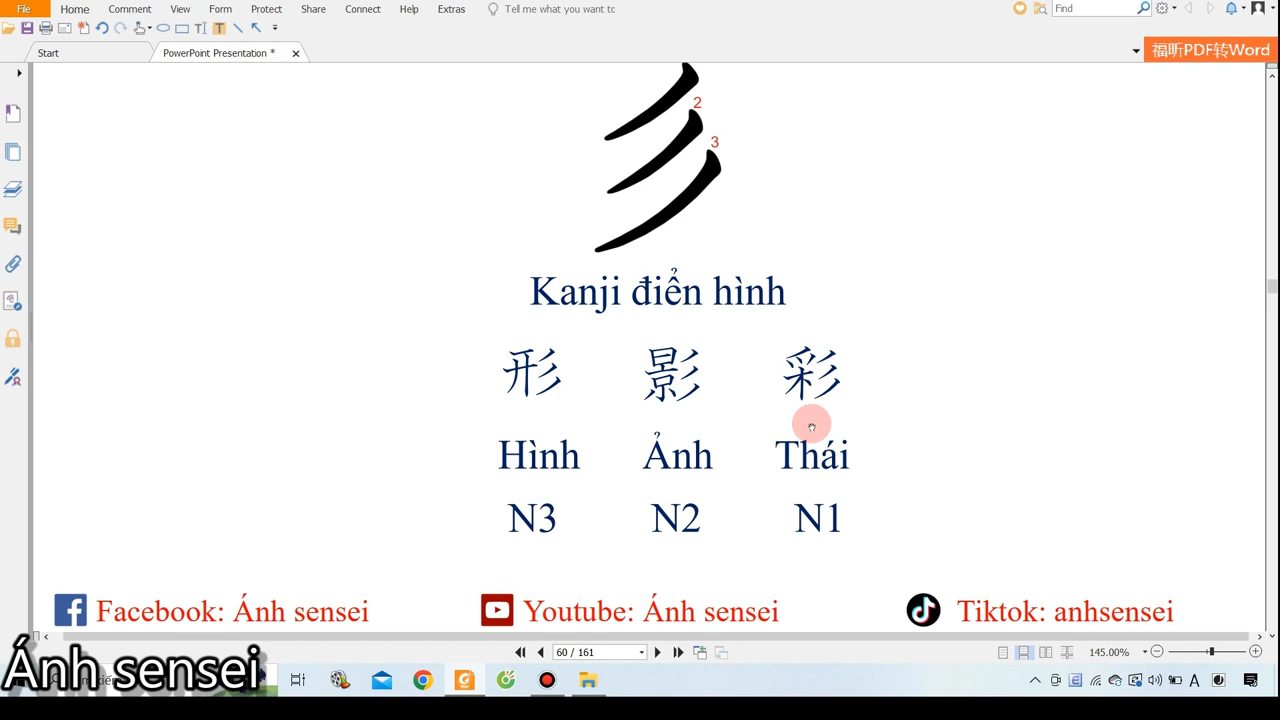 File Home Comment View Form Protect Share Connect Help Extras Tell me what you want to Find
Start PowerPoint Presentation * 福昕PDF转Word
2
3
Kanji điển hình
形 影 彩
Hình Ảnh Thái
N3 N2 N1
Facebook: Ánh sensei Youtube: Ánh sensei Tiktok: anhsensei
60 / 161 145.00%
Ánh sensei